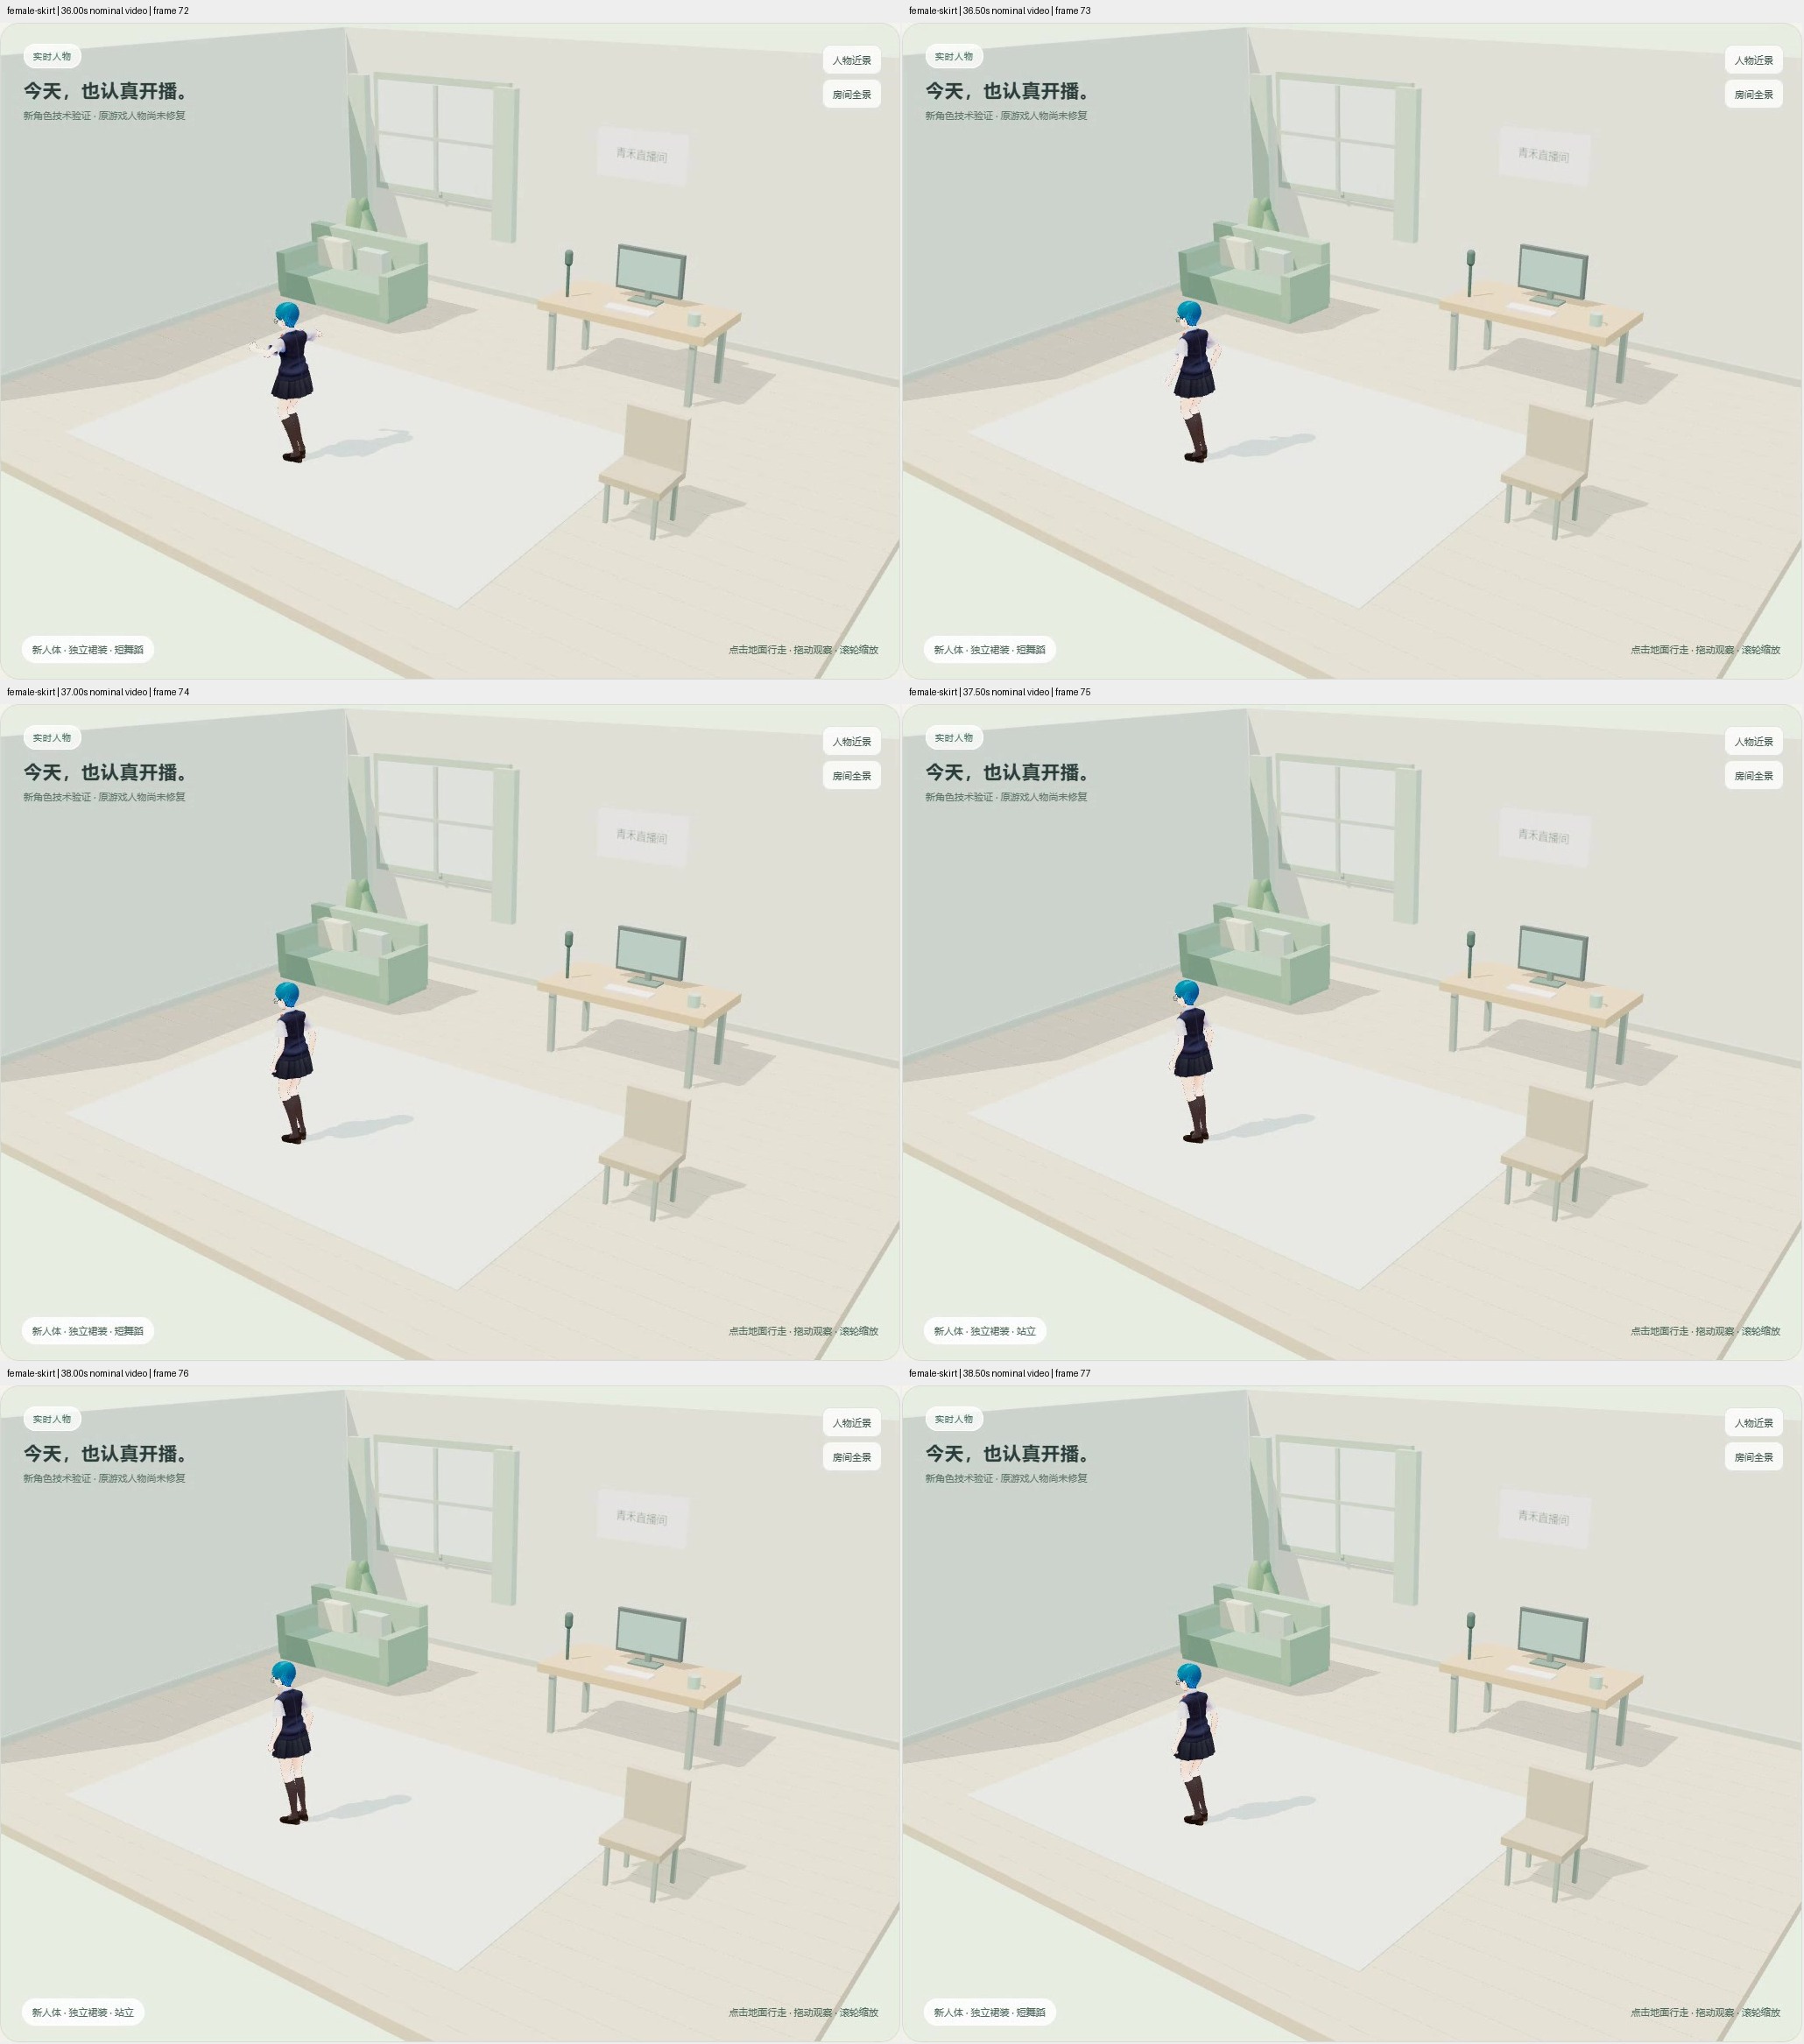 female-skirt | 36.00s nominal video | frame 72
实时人物
人物近景
今天，也认真开播。
房间全景
新角色技术验证 · 原游戏人物尚未修复
青禾直播间
新人体 · 独立裙装 · 短舞蹈
点击地面行走 · 拖动观察 · 滚轮缩放
female-skirt | 36.50s nominal video | frame 73
实时人物
人物近景
今天，也认真开播。
房间全景
新角色技术验证 · 原游戏人物尚未修复
青禾直播间
新人体 · 独立裙装 · 短舞蹈
点击地面行走 · 拖动观察 · 滚轮缩放
female-skirt | 37.00s nominal video | frame 74
实时人物
人物近景
今天，也认真开播。
房间全景
新角色技术验证 · 原游戏人物尚未修复
青禾直播间
新人体 · 独立裙装 · 短舞蹈
点击地面行走 · 拖动观察 · 滚轮缩放
female-skirt | 37.50s nominal video | frame 75
实时人物
人物近景
今天，也认真开播。
房间全景
新角色技术验证 · 原游戏人物尚未修复
青禾直播间
新人体 · 独立裙装 · 站立
点击地面行走 · 拖动观察 · 滚轮缩放
female-skirt | 38.00s nominal video | frame 76
实时人物
人物近景
今天，也认真开播。
房间全景
新角色技术验证 · 原游戏人物尚未修复
青禾直播间
新人体 · 独立裙装 · 站立
点击地面行走 · 拖动观察 · 滚轮缩放
female-skirt | 38.50s nominal video | frame 77
实时人物
人物近景
今天，也认真开播。
房间全景
新角色技术验证 · 原游戏人物尚未修复
青禾直播间
新人体 · 独立裙装 · 短舞蹈
点击地面行走 · 拖动观察 · 滚轮缩放